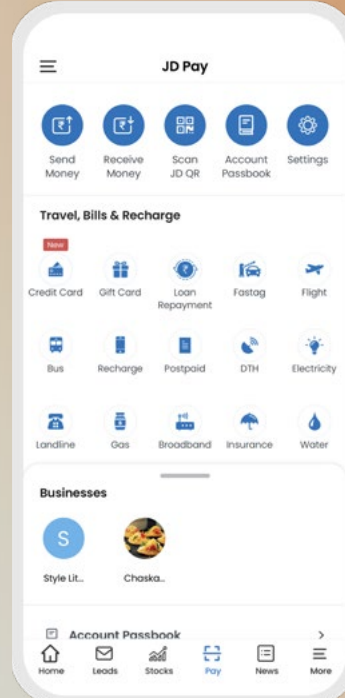 JD Pay
Send Money
Receive Money
Scan JD QR
Account Passbook
Settings
Travel, Bills & Recharge
New
Credit Card
Gift Card
Loan Repayment
Fastag
Flight
Bus
Recharge
Postpaid
DTH
Electricity
Landline
Gas
Broadband
Insurance
Water
Businesses
S
Style Lit...
Chaska...
Account Passbook
Home
Leads
Stocks
Pay
News
More